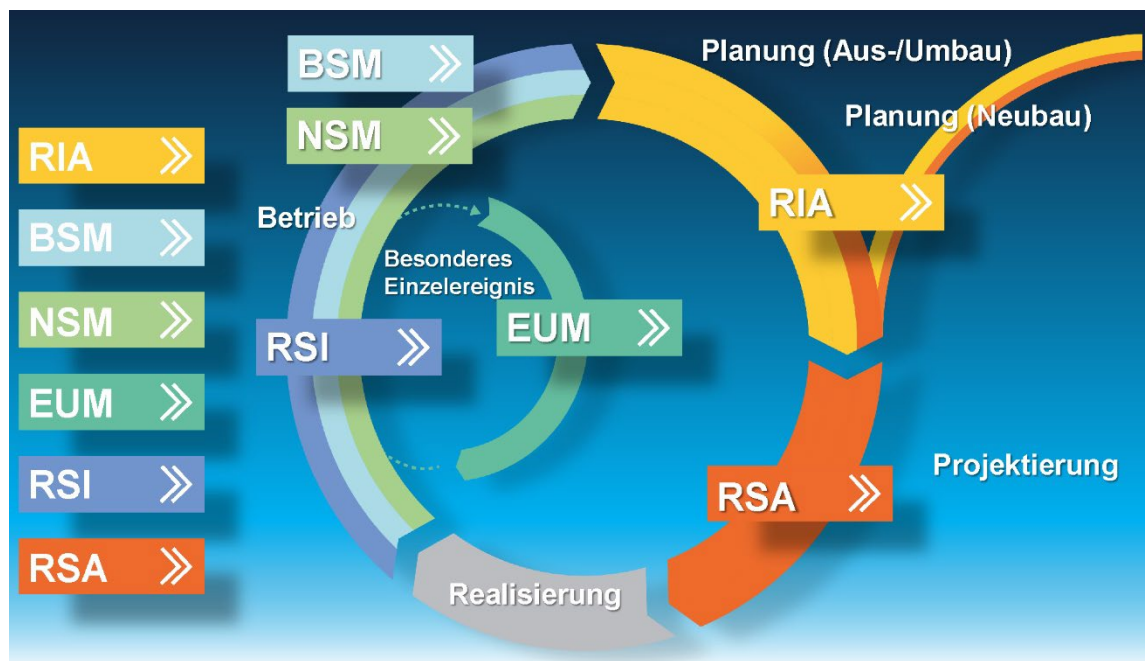 RIA
BSM
NSM
EUM
RSI
RSA
BSM
NSM
Betrieb
Besonderes
Einzelereignis
EUM
RSI
Planung (Aus-/Umbau)
Planung (Neubau)
RIA
Projektierung
RSA
Realisierung